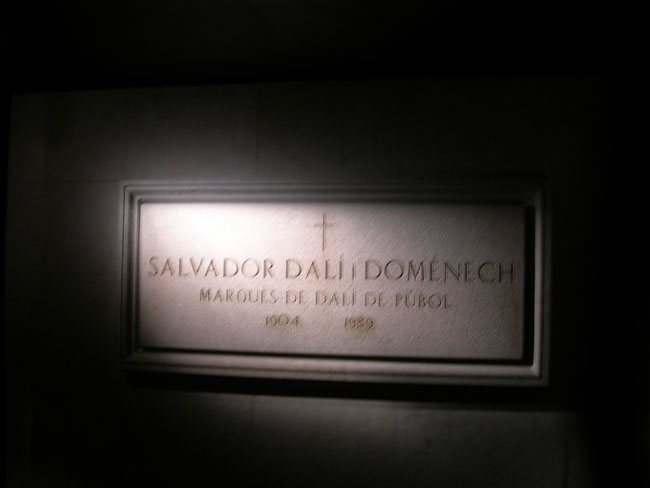 SALVADOR DALÍ I DOMÈNECH
MARQUÈS DE DALÍ DE PÚBOL
1904 1989